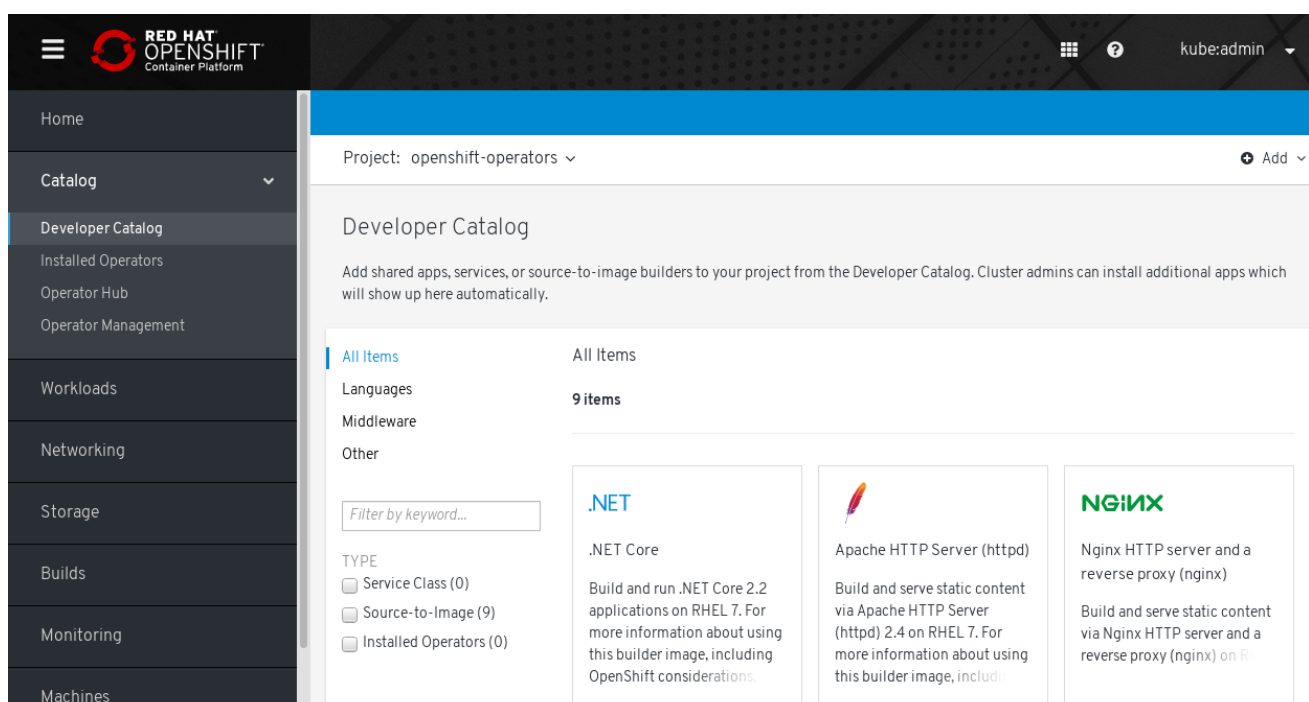 RED HAT
OPENSHIFT
Container Platform
kube:admin
Home
Catalog
Developer Catalog
Installed Operators
Operator Hub
Operator Management
Workloads
Networking
Storage
Builds
Monitoring
Machines
Project: openshift-operators
Add
Developer Catalog
Add shared apps, services, or source-to-image builders to your project from the Developer Catalog. Cluster admins can install additional apps which
will show up here automatically.
All Items
Languages
Middleware
Other
Filter by keyword...
TYPE
Service Class (0)
Source-to-Image (9)
Installed Operators (0)
All Items
9 items
.NET
.NET Core
Build and run .NET Core 2.2
applications on RHEL 7. For
more information about using
this builder image, including
OpenShift considerations,
Apache HTTP Server (httpd)
Build and serve static content
via Apache HTTP Server
(httpd) 2.4 on RHEL 7. For
more information about using
this builder image,
NGINX
Nginx HTTP server and a
reverse proxy (nginx)
Build and serve static content
via Nginx HTTP server and a
reverse proxy (nginx) on